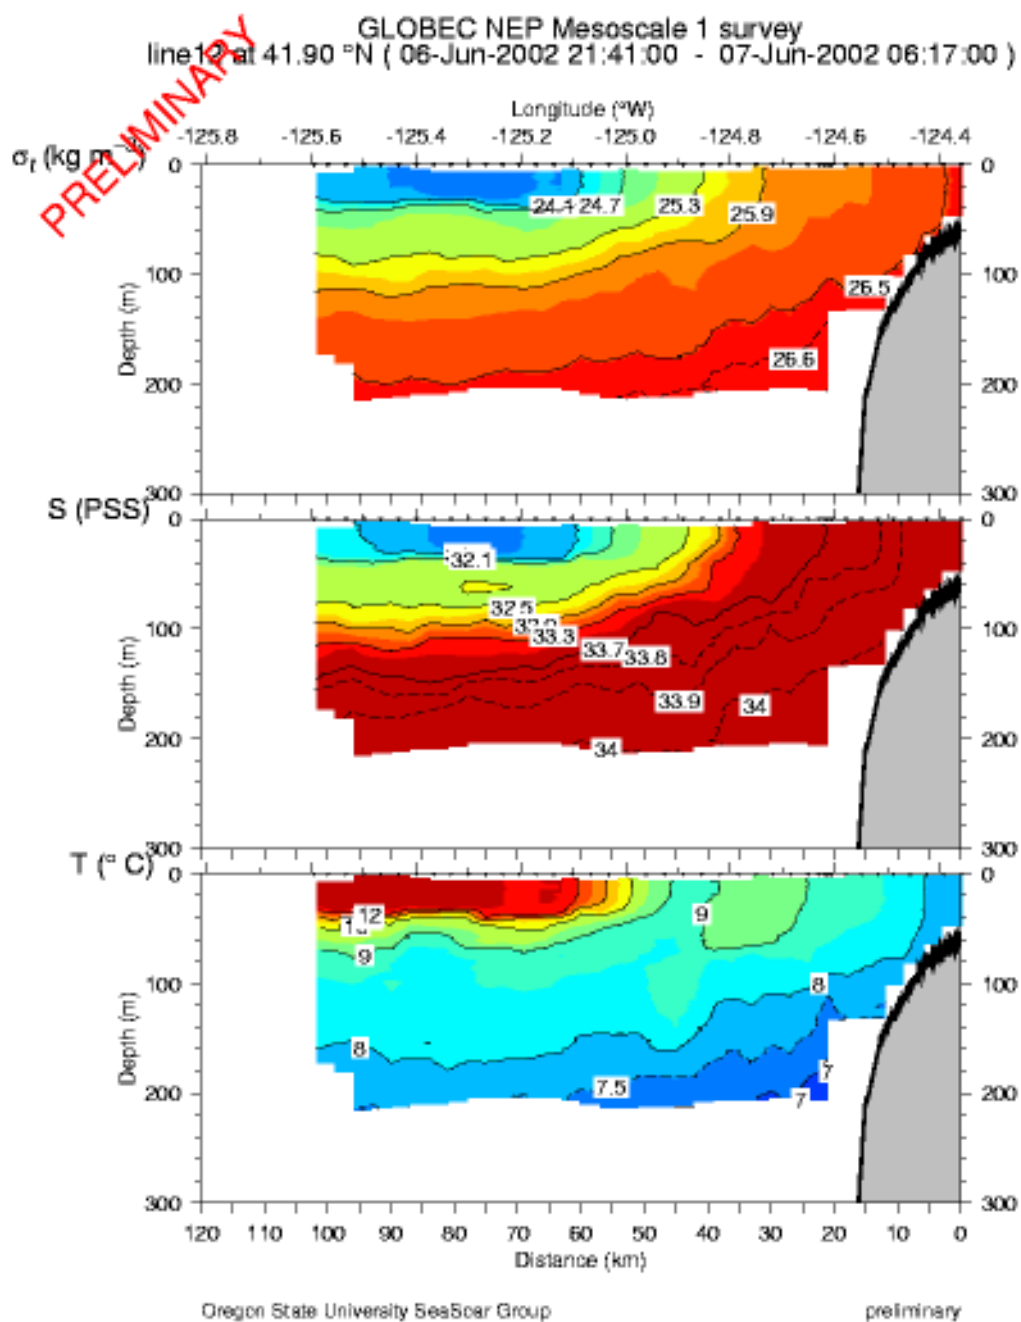 GLOBEC NEP Mesoscale 1 survey
line12 at 41.90 °N ( 06-Jun-2002 21:41:00 - 07-Jun-2002 06:17:00 )
PRELIMINARY
Longitude (°W)
-125.8 -125.6 -125.4 -125.2 -125.0 -124.8 -124.6 -124.4
σt (kg m⁻³)
0 0
24.1 24.7 25.3 25.9
100 100
26.5
Depth (m)
26.6
200 200
300 300
S (PSS)
0 0
32.1
32.5
33.3
100 100
33.7 33.8
Depth (m)
33.9 34
200 34 200
300 300
T (° C)
0 0
12 9
9
100 8 100
Depth (m)
8
7.5 7
200 7 200
300 300
120 110 100 90 80 70 60 50 40 30 20 10 0
Distance (km)
Oregon State University SeaSoar Group preliminary